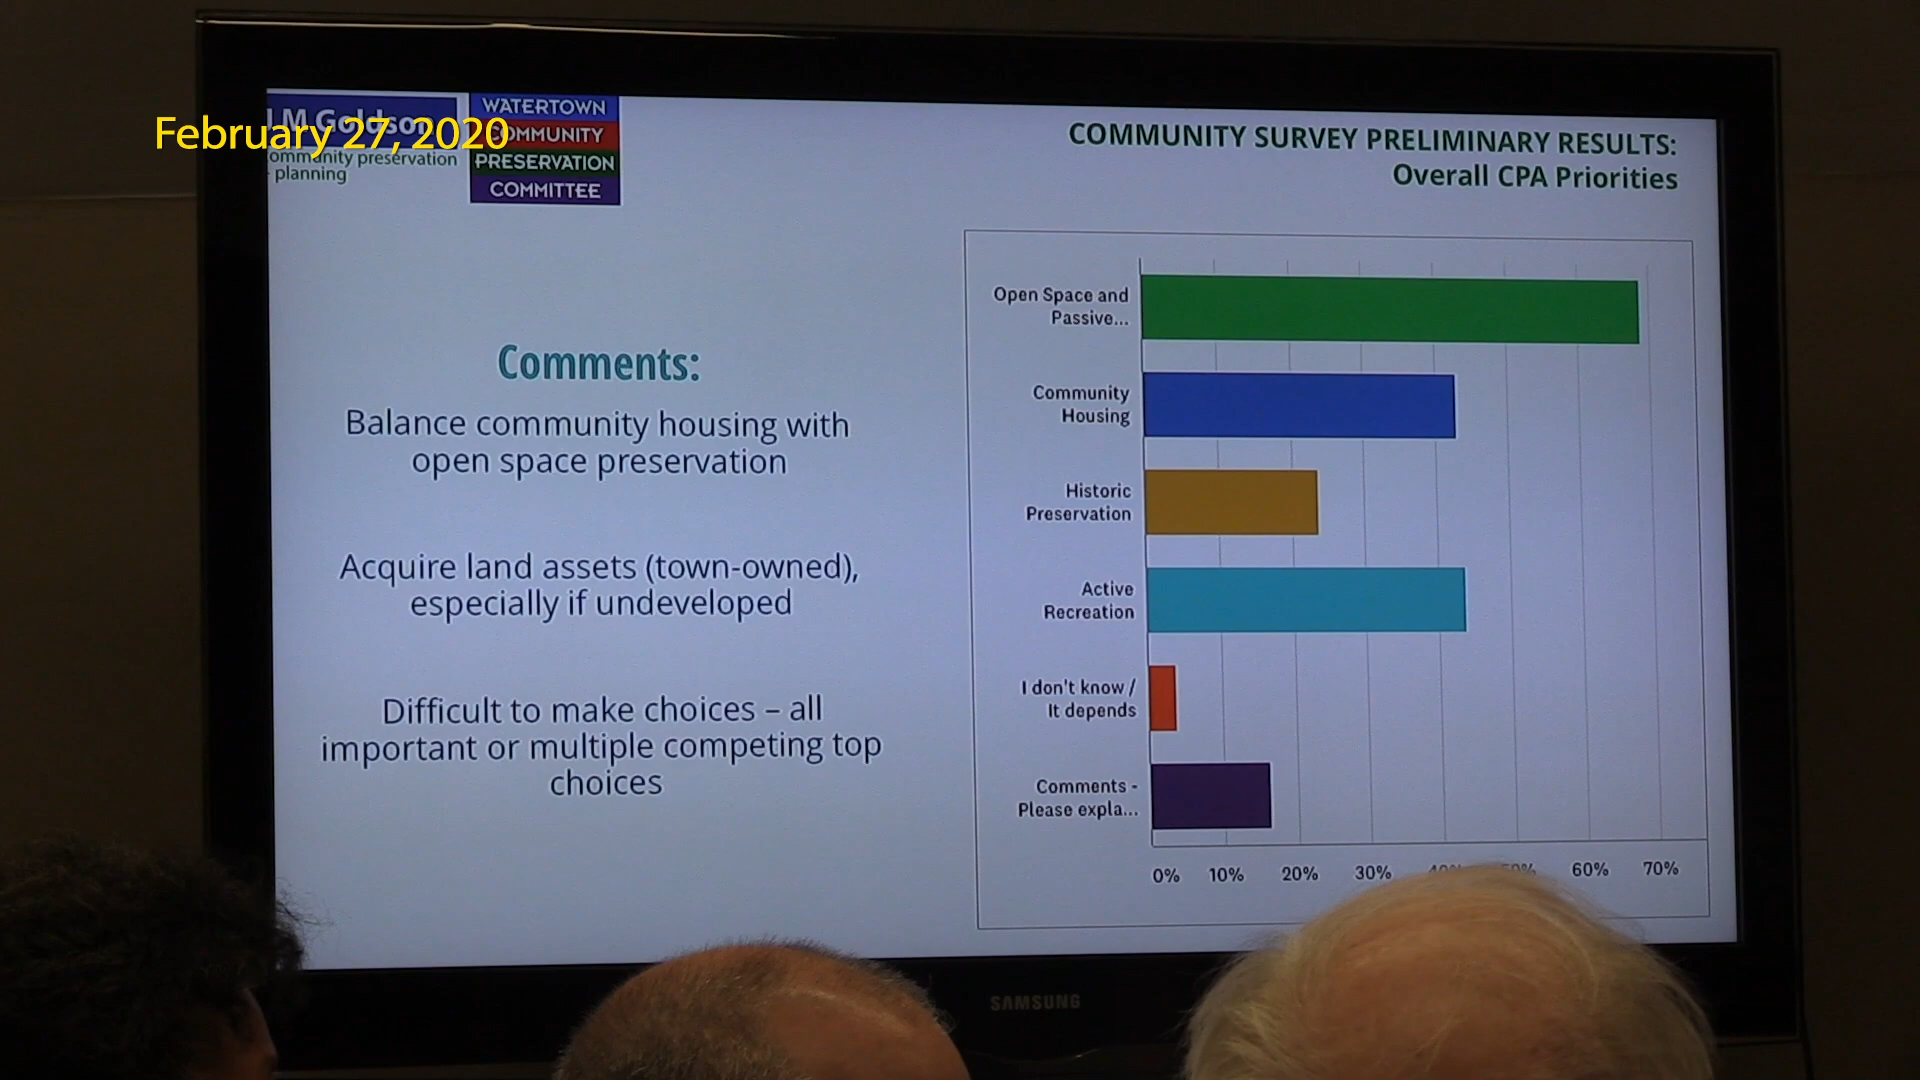 February 27, 2020
J M Goldson
community preservation
+ planning
WATERTOWN
COMMUNITY
PRESERVATION
COMMITTEE
COMMUNITY SURVEY PRELIMINARY RESULTS:
Overall CPA Priorities
Comments:
Balance community housing with
open space preservation
Acquire land assets (town-owned),
especially if undeveloped
Difficult to make choices – all
important or multiple competing top
choices
Open Space and
Passive...
Community
Housing
Historic
Preservation
Active
Recreation
I don't know /
It depends
Comments -
Please expla...
0% 10% 20% 30% 40% 50% 60% 70%
SAMSUNG